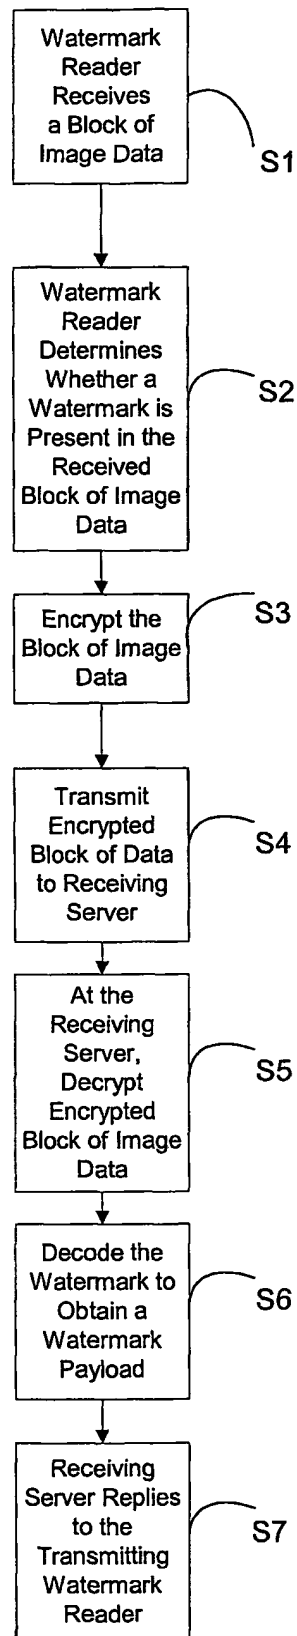 Watermark
Reader
Receives
a Block of
Image Data
S1
Watermark
Reader
Determines
Whether a
Watermark is
Present in the
Received
Block of Image
Data
S2
Encrypt the
Block of Image
Data
S3
Transmit
Encrypted
Block of Data
to Receiving
Server
S4
At the
Receiving
Server,
Decrypt
Encrypted
Block of Image
Data
S5
Decode the
Watermark to
Obtain a
Watermark
Payload
S6
Receiving
Server Replies
to the
Transmitting
Watermark
Reader
S7